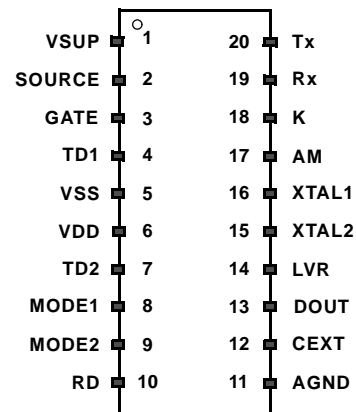 VSUP 1 20 Tx
SOURCE 2 19 Rx
GATE 3 18 K
TD1 4 17 AM
VSS 5 16 XTAL1
VDD 6 15 XTAL2
TD2 7 14 LVR
MODE1 8 13 DOUT
MODE2 9 12 CEXT
RD 10 11 AGND